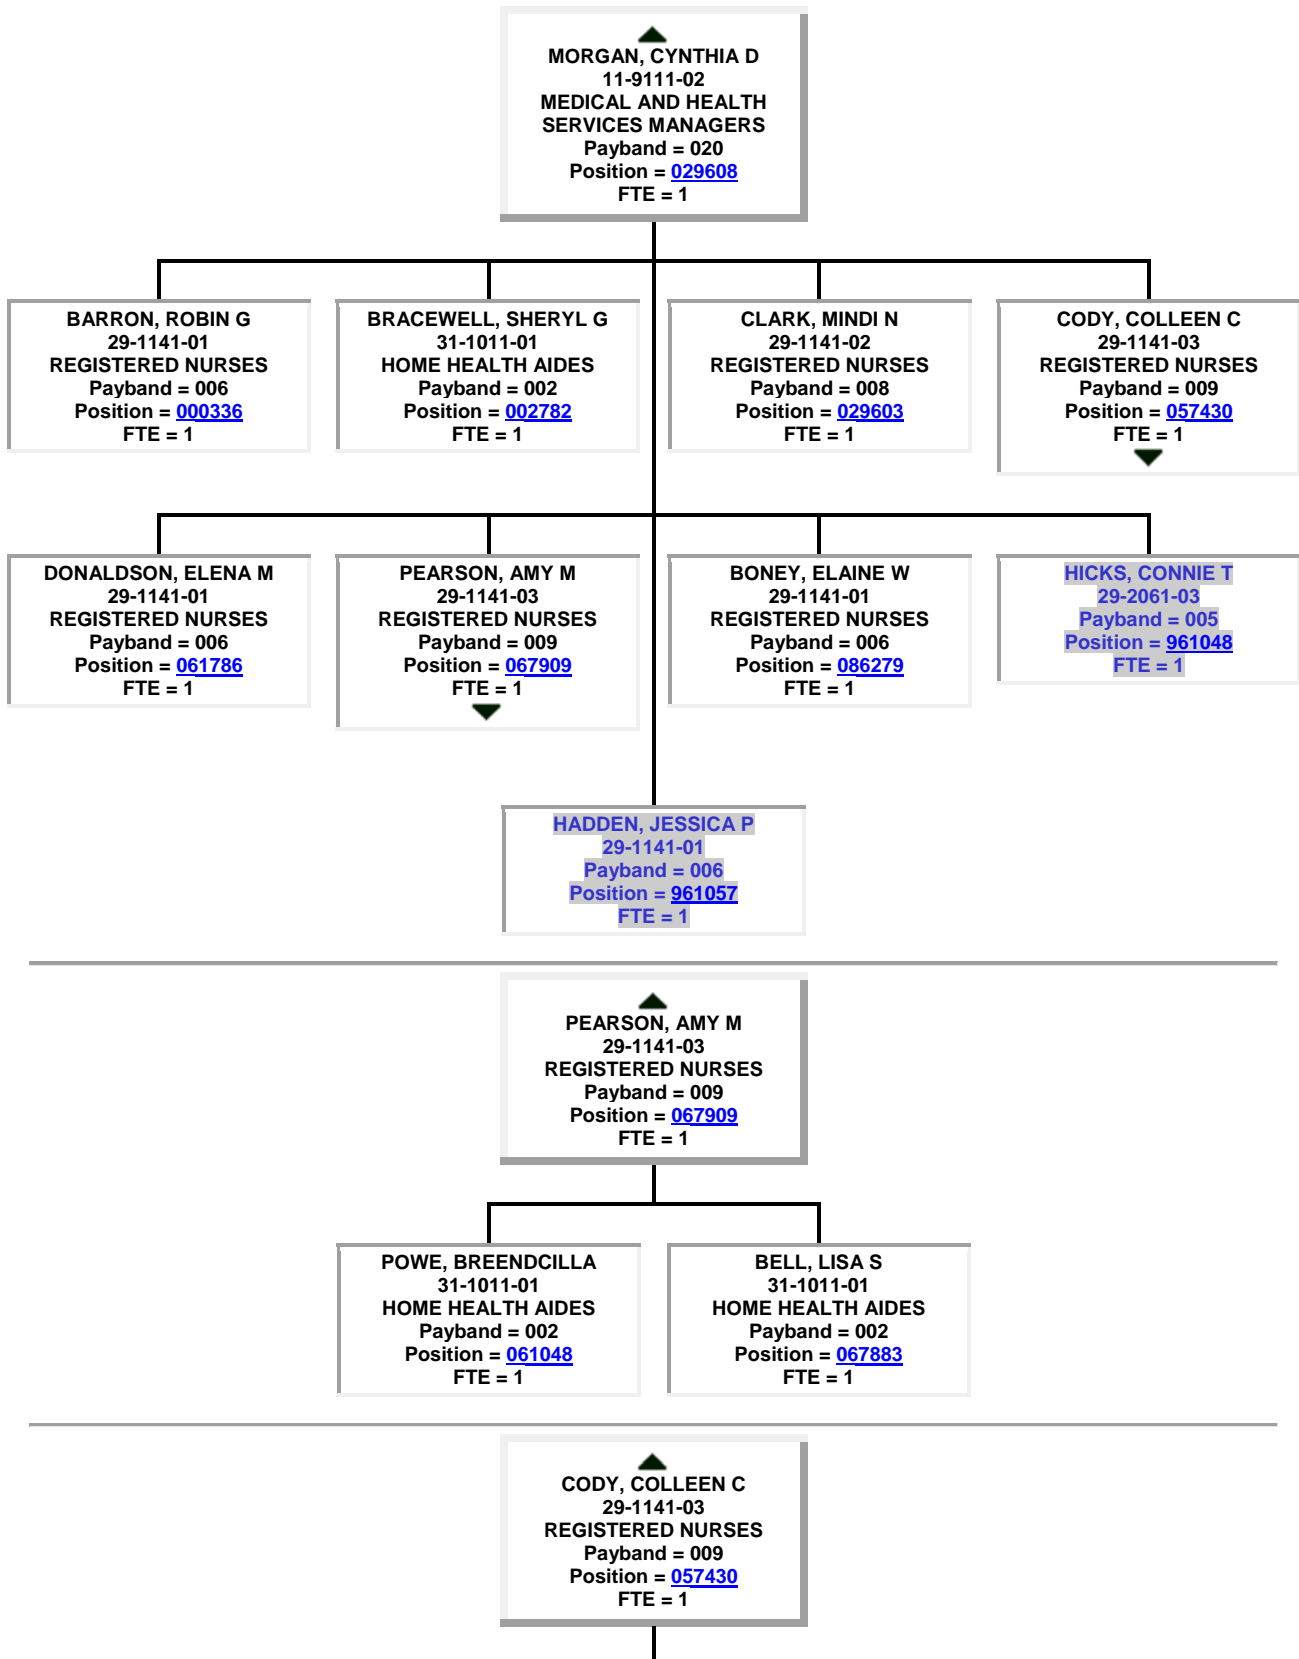 MORGAN, CYNTHIA D
11-9111-02
MEDICAL AND HEALTH
SERVICES MANAGERS
Payband = 020
Position = 029608
FTE = 1
BARRON, ROBIN G
29-1141-01
REGISTERED NURSES
Payband = 006
Position = 000336
FTE = 1
BRACEWELL, SHERYL G
31-1011-01
HOME HEALTH AIDES
Payband = 002
Position = 002782
FTE = 1
CLARK, MINDI N
29-1141-02
REGISTERED NURSES
Payband = 008
Position = 029603
FTE = 1
CODY, COLLEEN C
29-1141-03
REGISTERED NURSES
Payband = 009
Position = 057430
FTE = 1
DONALDSON, ELENA M
29-1141-01
REGISTERED NURSES
Payband = 006
Position = 061786
FTE = 1
PEARSON, AMY M
29-1141-03
REGISTERED NURSES
Payband = 009
Position = 067909
FTE = 1
BONEY, ELAINE W
29-1141-01
REGISTERED NURSES
Payband = 006
Position = 086279
FTE = 1
HICKS, CONNIE T
29-2061-03
Payband = 005
Position = 961048
FTE = 1
HADDEN, JESSICA P
29-1141-01
Payband = 006
Position = 961057
FTE = 1
PEARSON, AMY M
29-1141-03
REGISTERED NURSES
Payband = 009
Position = 067909
FTE = 1
POWE, BREENDCILLA
31-1011-01
HOME HEALTH AIDES
Payband = 002
Position = 061048
FTE = 1
BELL, LISA S
31-1011-01
HOME HEALTH AIDES
Payband = 002
Position = 067883
FTE = 1
CODY, COLLEEN C
29-1141-03
REGISTERED NURSES
Payband = 009
Position = 057430
FTE = 1